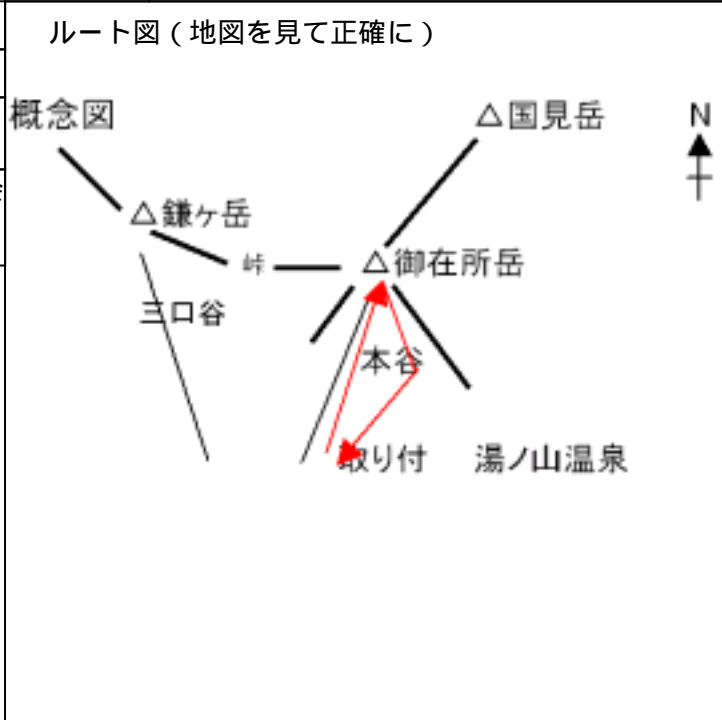 ルート図（地図を見て正確に）
概念図
△国見岳
N
△鎌ヶ岳
峠
△御在所岳
三口谷
本谷
取り付
湯ノ山温泉